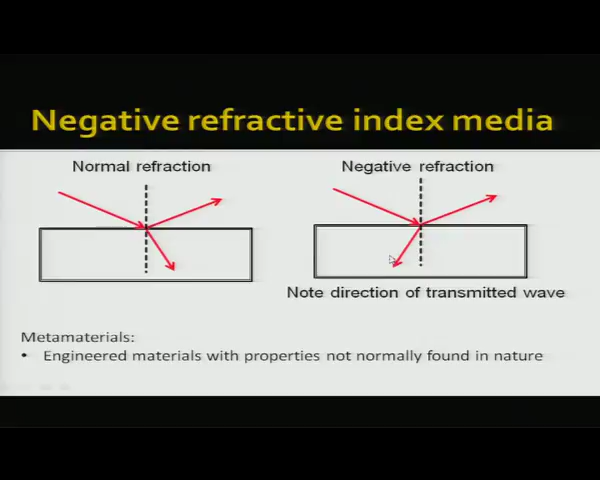 Negative refractive index media
Normal refraction
Negative refraction
Note direction of transmitted wave
Metamaterials:
• Engineered materials with properties not normally found in nature